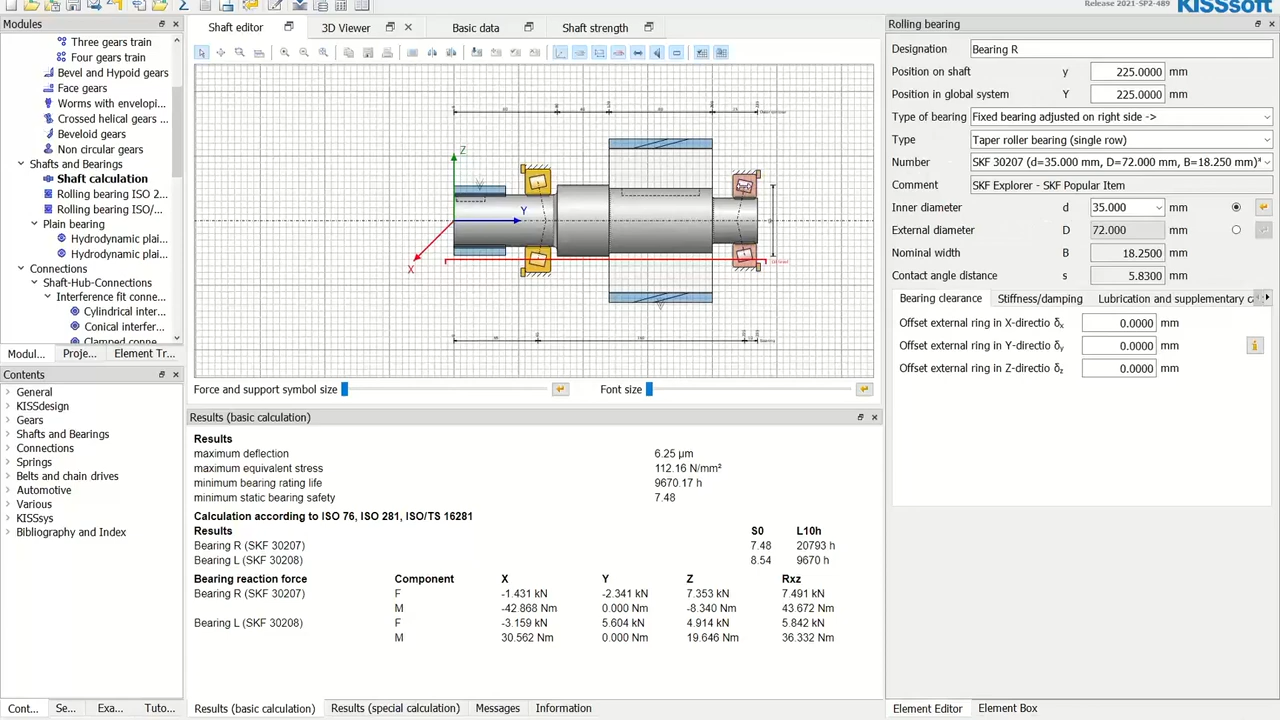 Release 2021-SP2-489
KISSsoft
Modules
Three gears train
Four gears train
Bevel and Hypoid gears
Face gears
Worms with envelopi...
Crossed helical gears ...
Beveloid gears
Non circular gears
Shafts and Bearings
Shaft calculation
Rolling bearing ISO 2...
Rolling bearing ISO/...
Plain bearing
Hydrodynamic plai...
Hydrodynamic plai...
Connections
Shaft-Hub-Connections
Interference fit conne...
Cylindrical inter...
Conical interfer...
Clamped conne...
Modul...  Proje...  Element Tr...
Contents
General
KISSdesign
Gears
Shafts and Bearings
Connections
Springs
Belts and chain drives
Automotive
Various
KISSsys
Bibliography and Index
Cont...  Se...  Exa...  Tuto...
Shaft editor  3D Viewer  Basic data  Shaft strength
Z
Y
X
Force and support symbol size  Font size
Results (basic calculation)
Results
maximum deflection  6.25 µm
maximum equivalent stress  112.16 N/mm²
minimum bearing rating life  9670.17 h
minimum static bearing safety  7.48
Calculation according to ISO 76, ISO 281, ISO/TS 16281
Results  S0  L10h
Bearing R (SKF 30207)  7.48  20793 h
Bearing L (SKF 30208)  8.54  9670 h
Bearing reaction force  Component  X  Y  Z  Rxz
Bearing R (SKF 30207)  F  -1.431 kN  -2.341 kN  7.353 kN  7.491 kN
M  -42.868 Nm  0.000 Nm  -8.340 Nm  43.672 Nm
Bearing L (SKF 30208)  F  -3.159 kN  5.604 kN  4.914 kN  5.842 kN
M  30.562 Nm  0.000 Nm  19.646 Nm  36.332 Nm
Results (basic calculation)  Results (special calculation)  Messages  Information
Rolling bearing
Designation  Bearing R
Position on shaft  y  225.0000  mm
Position in global system  Y  225.0000  mm
Type of bearing  Fixed bearing adjusted on right side ->
Type  Taper roller bearing (single row)
Number  SKF 30207 (d=35.000 mm, D=72.000 mm, B=18.250 mm)*
Comment  SKF Explorer - SKF Popular Item
Inner diameter  d  35.000  mm
External diameter  D  72.000  mm
Nominal width  B  18.2500  mm
Contact angle distance  s  5.8300  mm
Bearing clearance  Stiffness/damping  Lubrication and supplementary c
Offset external ring in X-directio δx  0.0000  mm
Offset external ring in Y-directio δy  0.0000  mm
Offset external ring in Z-directio δz  0.0000  mm
Element Editor  Element Box